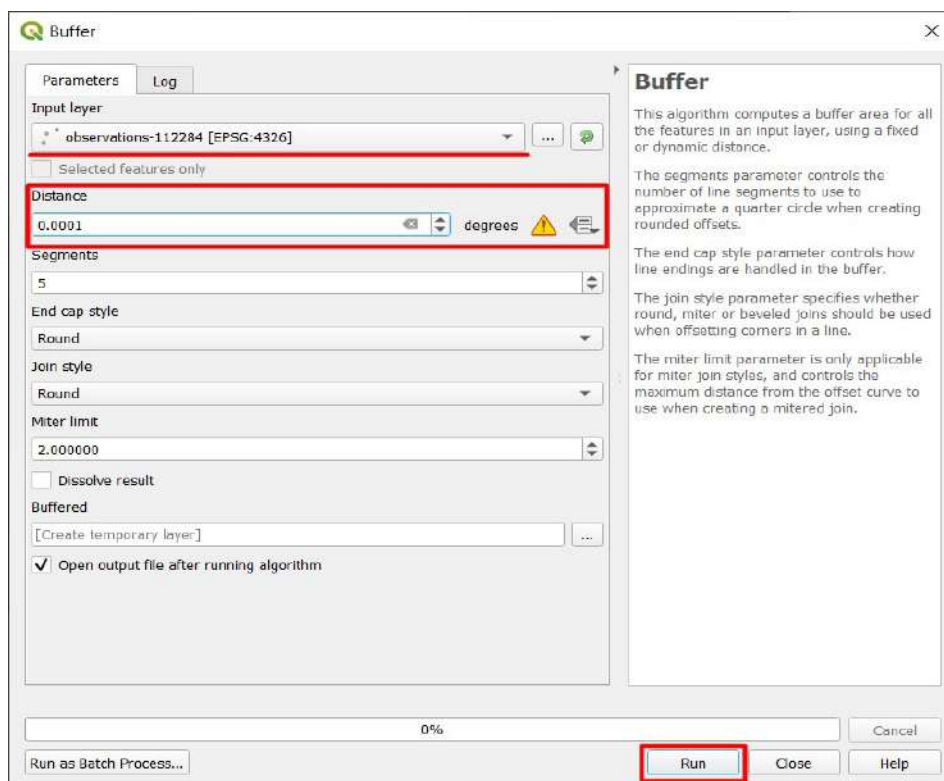 Buffer
Parameters
Log
Input layer
observations-112284 [EPSG:4326]
...
Selected features only
Distance
0.0001
degrees
Segments
5
End cap style
Round
Join style
Round
Miter limit
2.000000
Dissolve result
Buffered
[Create temporary layer]
...
Open output file after running algorithm
Buffer
This algorithm computes a buffer area for all
the features in an input layer, using a fixed
or dynamic distance.
The segments parameter controls the
number of line segments to use to
approximate a quarter circle when creating
rounded offsets.
The end cap style parameter controls how
line endings are handled in the buffer.
The join style parameter specifies whether
round, miter or beveled joins should be used
when offsetting corners in a line.
The miter limit parameter is only applicable
for miter join styles, and controls the
maximum distance from the offset curve to
use when creating a mitered join.
0%
Cancel
Run as Batch Process...
Run
Close
Help